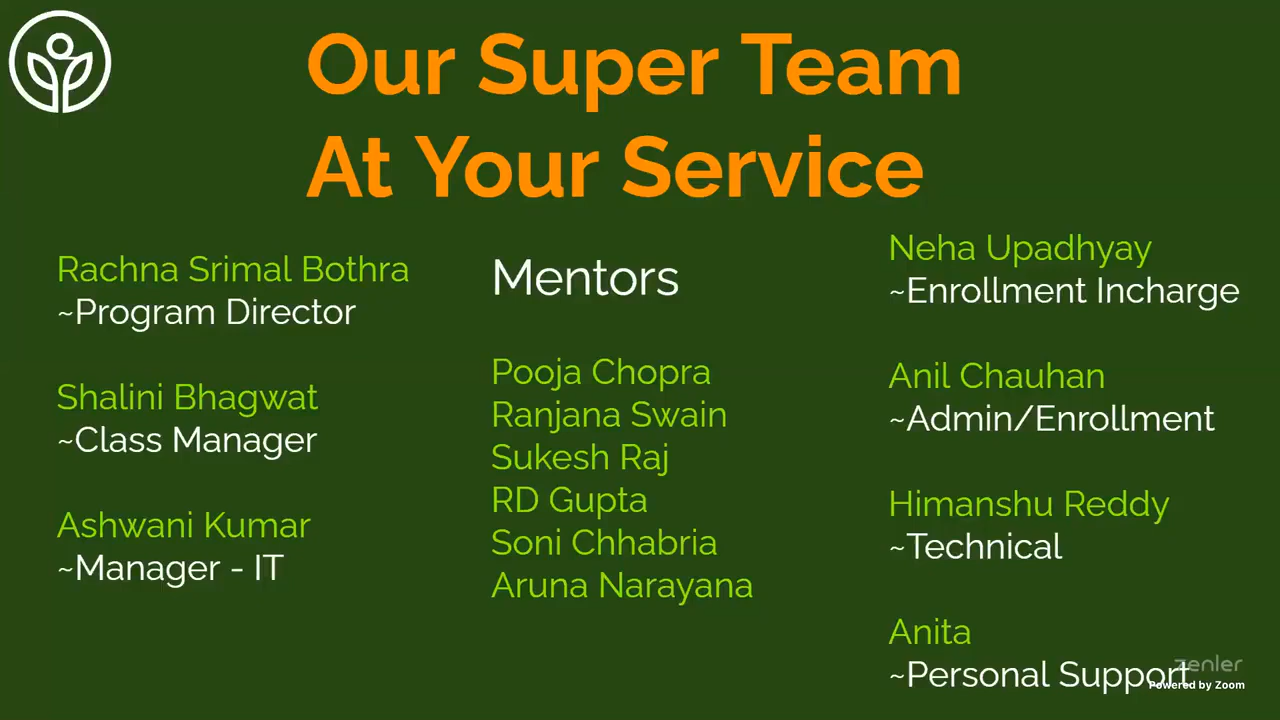 Our Super Team
At Your Service
Rachna Srimal Bothra
~Program Director
Shalini Bhagwat
~Class Manager
Ashwani Kumar
~Manager - IT
Mentors
Pooja Chopra
Ranjana Swain
Sukesh Raj
RD Gupta
Soni Chhabria
Aruna Narayana
Neha Upadhyay
~Enrollment Incharge
Anil Chauhan
~Admin/Enrollment
Himanshu Reddy
~Technical
Anita
~Personal Support
zenler
Powered by Zoom